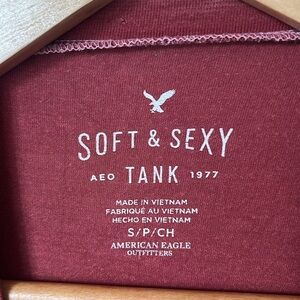 SOFT & SEXY
AEO TANK 1977
MADE IN VIETNAM
FABRIQUÉ AU VIETNAM
HECHO EN VIETNAM
S/P/CH
AMERICAN EAGLE
OUTFITTERS